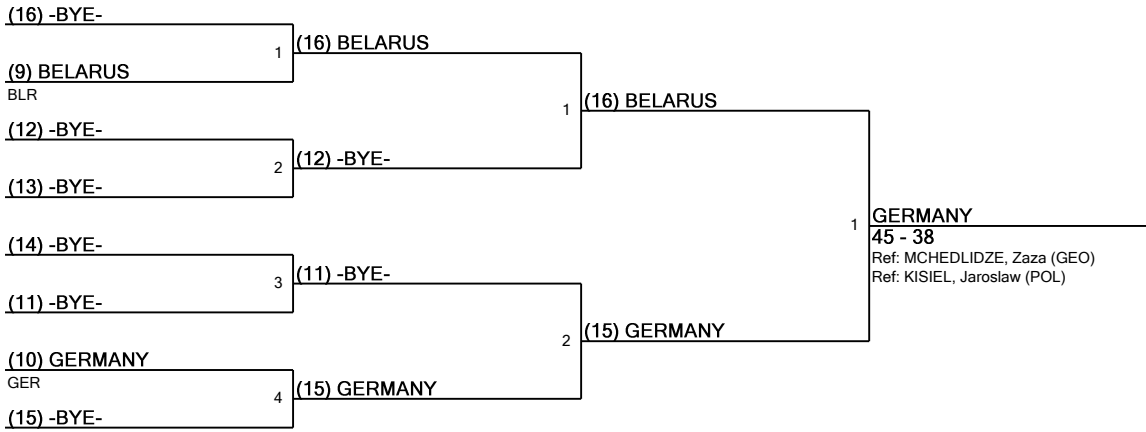 (16) -BYE-
1
(16) BELARUS
(9) BELARUS
BLR
1
(16) BELARUS
(12) -BYE-
2
(12) -BYE-
(13) -BYE-
1
GERMANY
45 - 38
Ref: MCHEDLIDZE, Zaza (GEO)
Ref: KISIEL, Jaroslaw (POL)
(14) -BYE-
3
(11) -BYE-
(11) -BYE-
2
(15) GERMANY
(10) GERMANY
GER
4
(15) GERMANY
(15) -BYE-